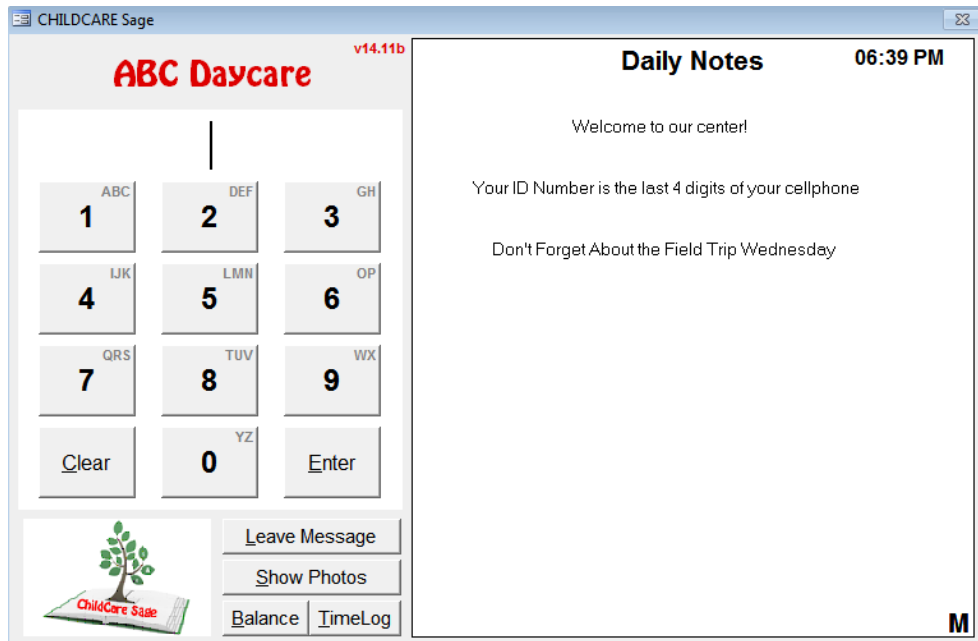 CHILDCARE Sage
v14.11b
ABC Daycare
ABC
1
DEF
2
GH
3
IJK
4
LMN
5
OP
6
QRS
7
TUV
8
WX
9
Clear
YZ
0
Enter
ChildCare Sage
Leave Message
Show Photos
Balance TimeLog
Daily Notes 06:39 PM
Welcome to our center!
Your ID Number is the last 4 digits of your cellphone
Don't Forget About the Field Trip Wednesday
M